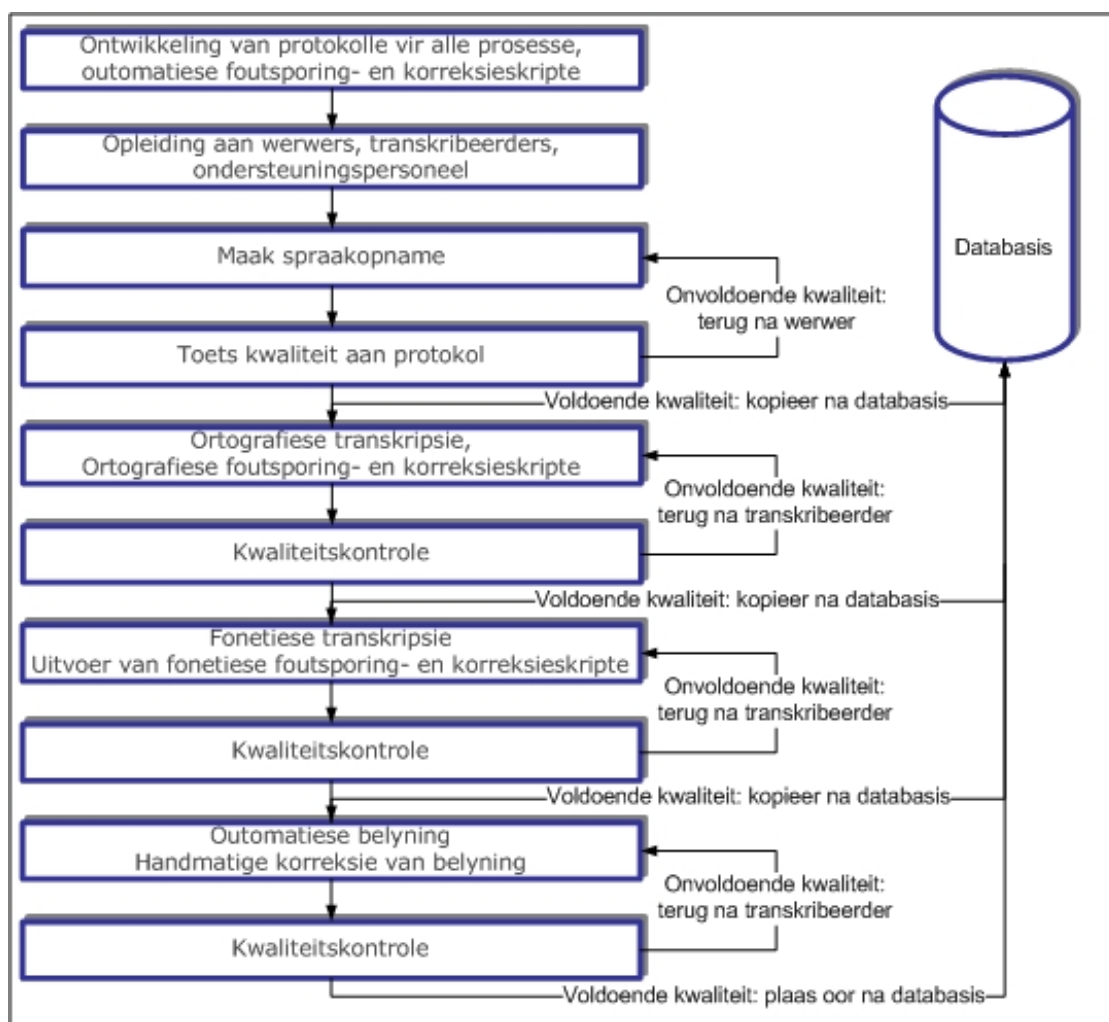 Ontwikkeling van protokolle vir alle prosesse,
outomatiese foutsporing- en korreksieskripte
Opleiding aan werwers, transkribeerders,
ondersteuningspersoneel
Maak spraakopname
Databasis
Onvoldoende kwaliteit:
terug na werwer
Toets kwaliteit aan protokol
Voldoende kwaliteit: kopieer na databasis
Ortografiese transkripsie,
Ortografiese foutsporing- en korreksieskripte
Onvoldoende kwaliteit:
terug na transkribeerder
Kwaliteitskontrole
Voldoende kwaliteit: kopieer na databasis
Fonetiese transkripsie
Uitvoer van fonetiese foutsporing- en korreksieskripte
Onvoldoende kwaliteit:
terug na transkribeerder
Kwaliteitskontrole
Voldoende kwaliteit: kopieer na databasis
Outomatiese belyning
Handmatige korreksie van belyning
Onvoldoende kwaliteit:
terug na transkribeerder
Kwaliteitskontrole
Voldoende kwaliteit: plaas oor na databasis